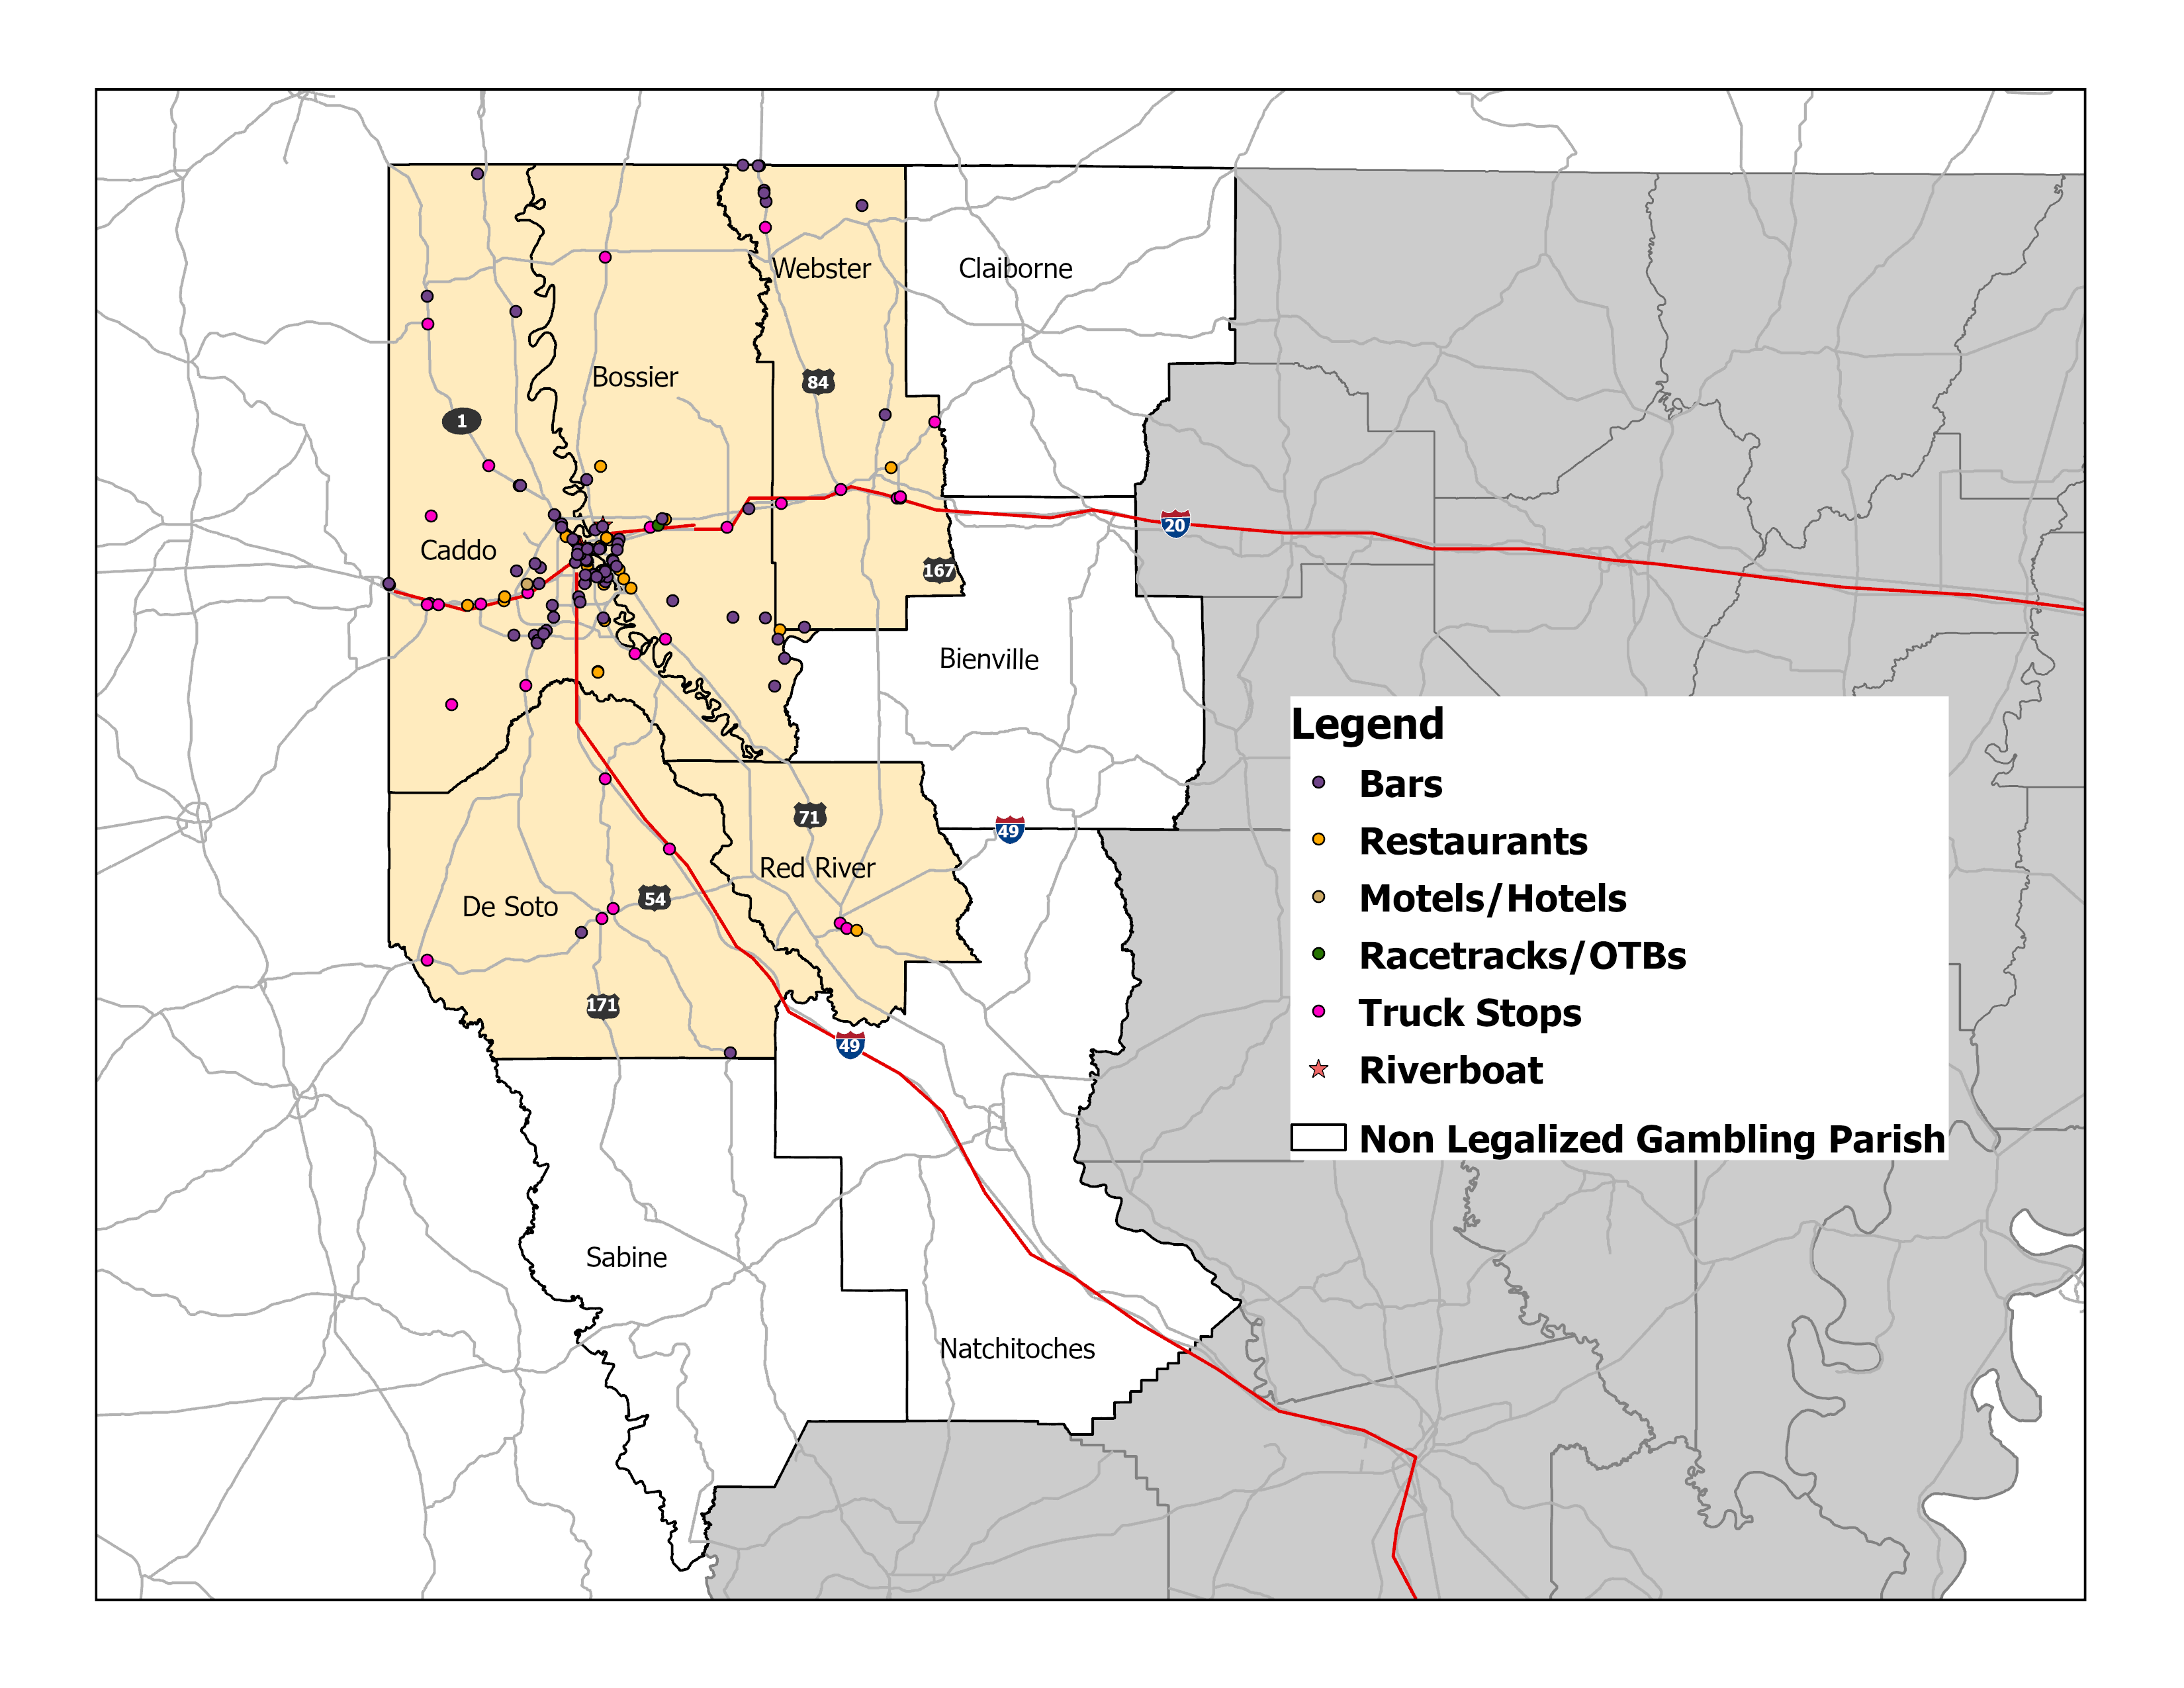 Webster
Claiborne
Bossier
84
1
20
Caddo
167
Bienville
Legend
Bars
Restaurants
Motels/Hotels
Racetracks/OTBs
Truck Stops
Riverboat
Non Legalized Gambling Parish
71
49
Red River
54
De Soto
171
49
Sabine
Natchitoches